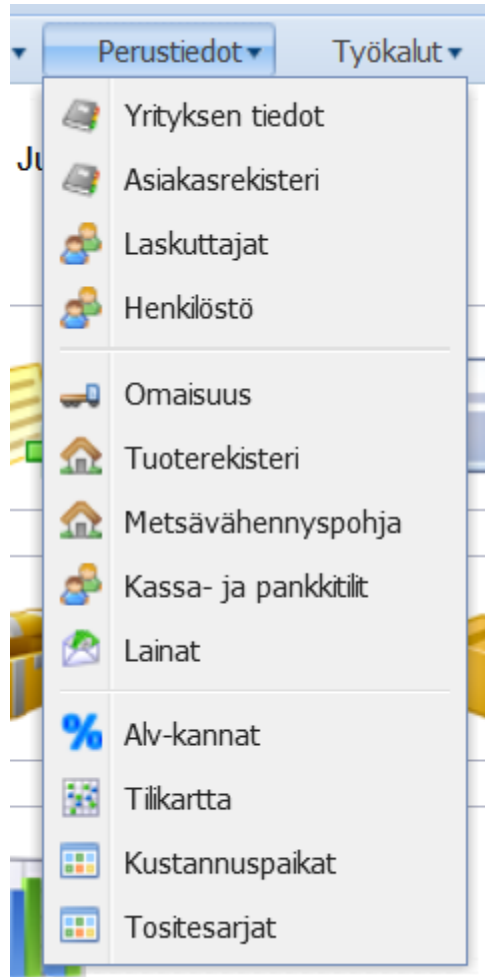 Perustiedot Työkalut
Ju
Yrityksen tiedot
Asiakasrekisteri
Laskuttajat
Henkilöstö
Omaisuus
Tuoterekisteri
Metsävähennyspohja
Kassa- ja pankkitilit
Lainat
% Alv-kannat
Tilikartta
Kustannuspaikat
Tositesarjat